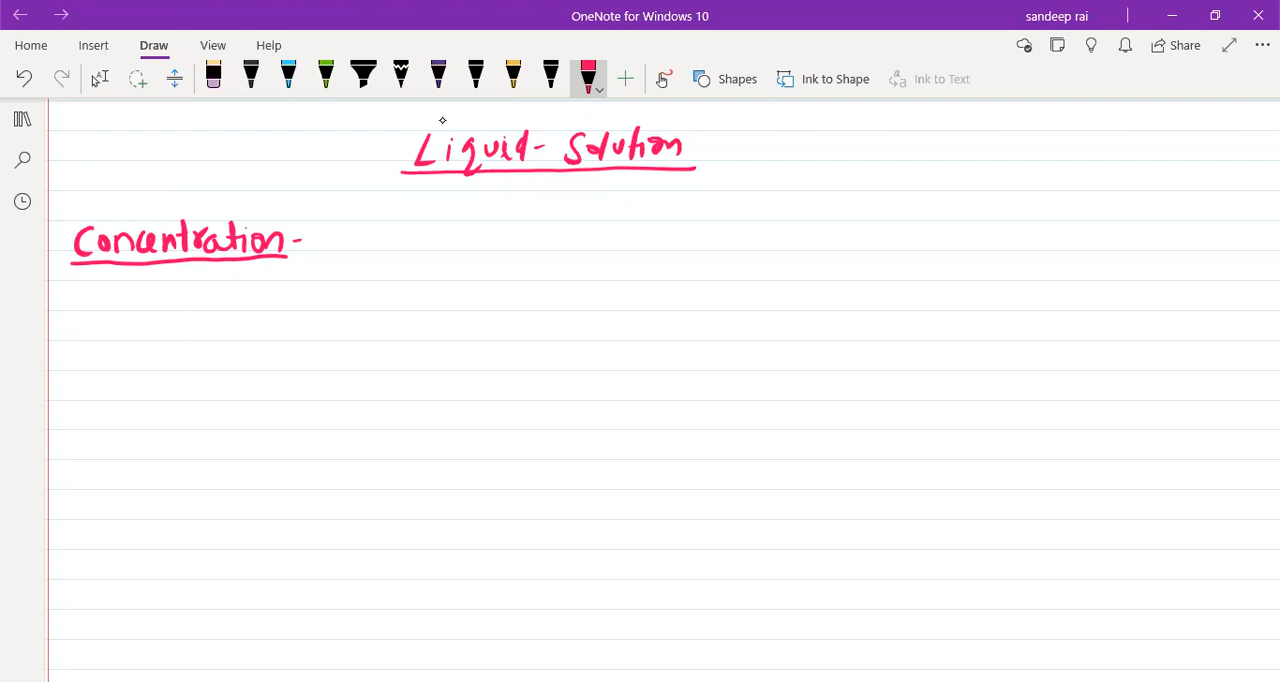 OneNote for Windows 10
sandeep rai
Home Insert Draw View Help
Share
Shapes Ink to Shape Ink to Text
Liquid- Solution
Concentration -